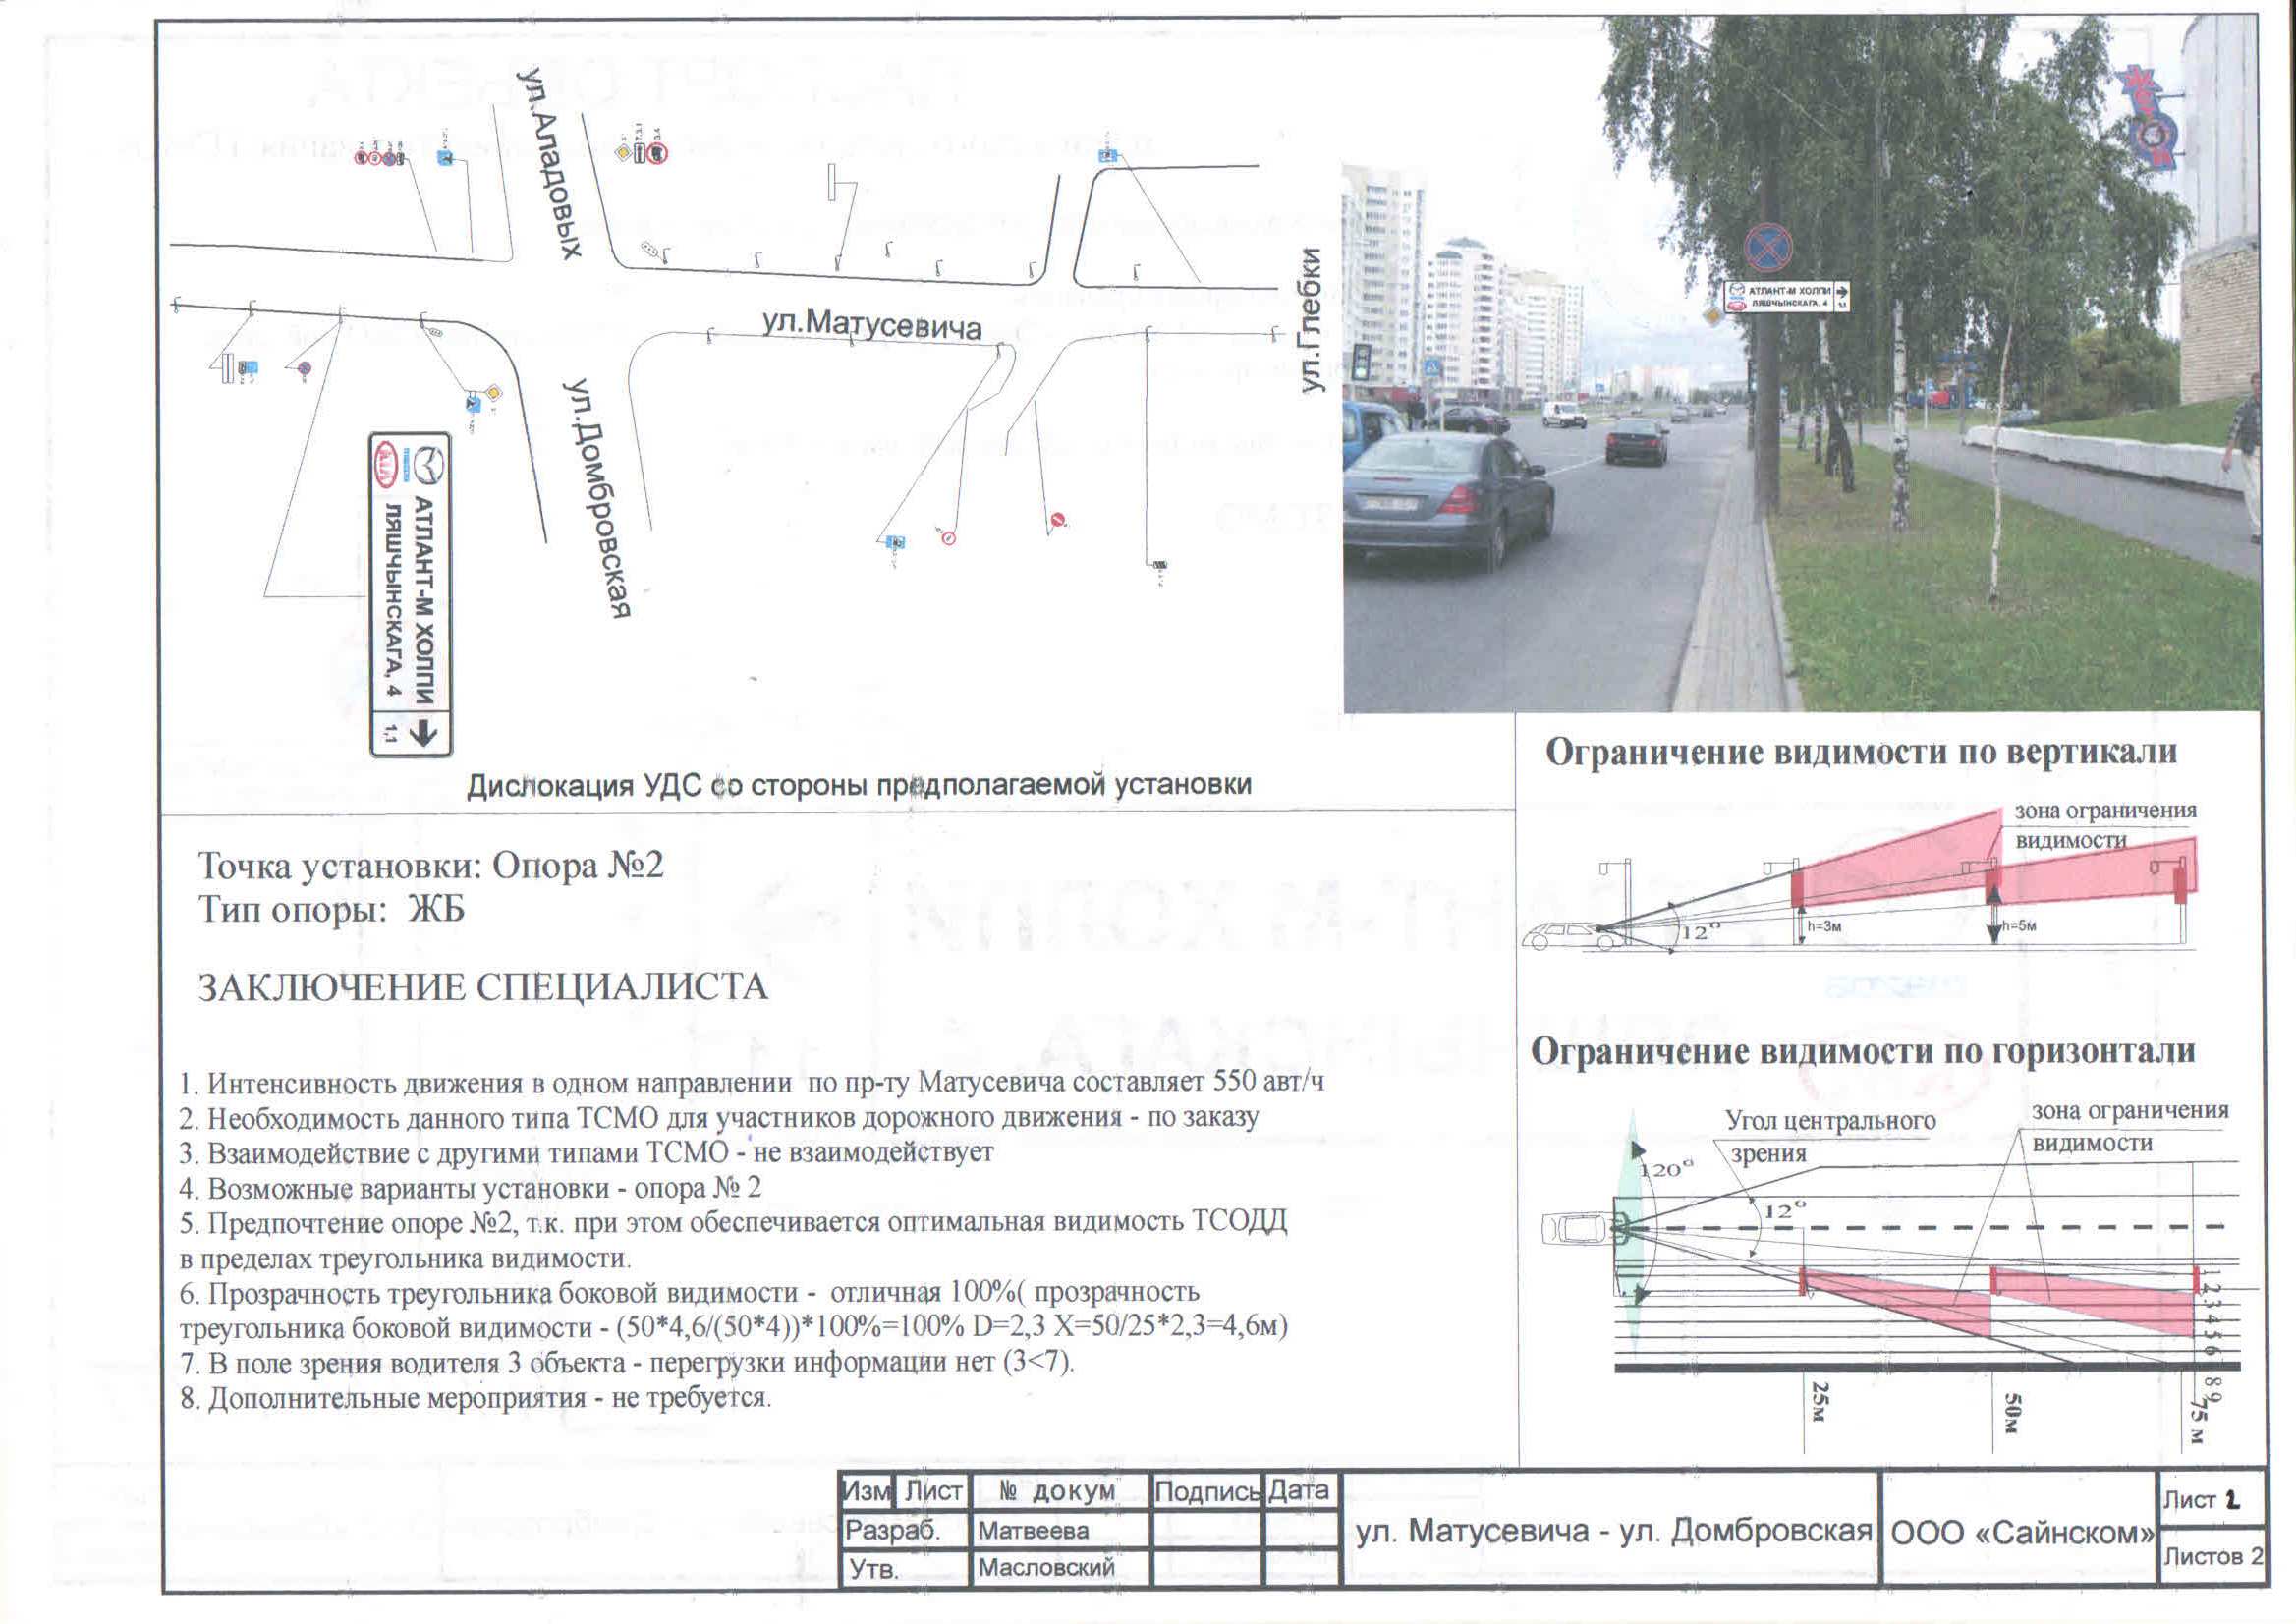 ул.Аладовых
ул.Матусевича
ул.Глебки
ул.Домбровская
АТЛАНТ-М ХОЛПИ
ЛЯШЧЫНСКАГА, 4
1,1
Дислокация УДС со стороны предполагаемой установки
АТЛАНТ-М ХОЛПИ
ЛЯШЧЫНСКАГА, 4
1,1
Точка установки: Опора №2
Тип опоры: ЖБ
ЗАКЛЮЧЕНИЕ СПЕЦИАЛИСТА
1. Интенсивность движения в одном направлении по пр-ту Матусевича составляет 550 авт/ч
2. Необходимость данного типа ТСМО для участников дорожного движения - по заказу
3. Взаимодействие с другими типами ТСМО - не взаимодействует
4. Возможные варианты установки - опора № 2
5. Предпочтение опоре №2, т.к. при этом обеспечивается оптимальная видимость ТСОДД
в пределах треугольника видимости.
6. Прозрачность треугольника боковой видимости - отличная 100%( прозрачность
треугольника боковой видимости - (50*4,6/(50*4))*100%=100% D=2,3 X=50/25*2,3=4,6м)
7. В поле зрения водителя 3 объекта - перегрузки информации нет (3<7).
8. Дополнительные мероприятия - не требуется.
Ограничение видимости по вертикали
зона ограничения
видимости
12°
h=3м
h=5м
Ограничение видимости по горизонтали
Угол центрального
зрения
зона ограничения
видимости
120°
12°
1 2 3 4 5 6 8 9
25м
50м
75 м
Изм Лист № докум Подпись Дата
Разраб. Матвеева
Утв. Масловский
ул. Матусевича - ул. Домбровская
ООО «Сайнском»
Лист 2
Листов 2